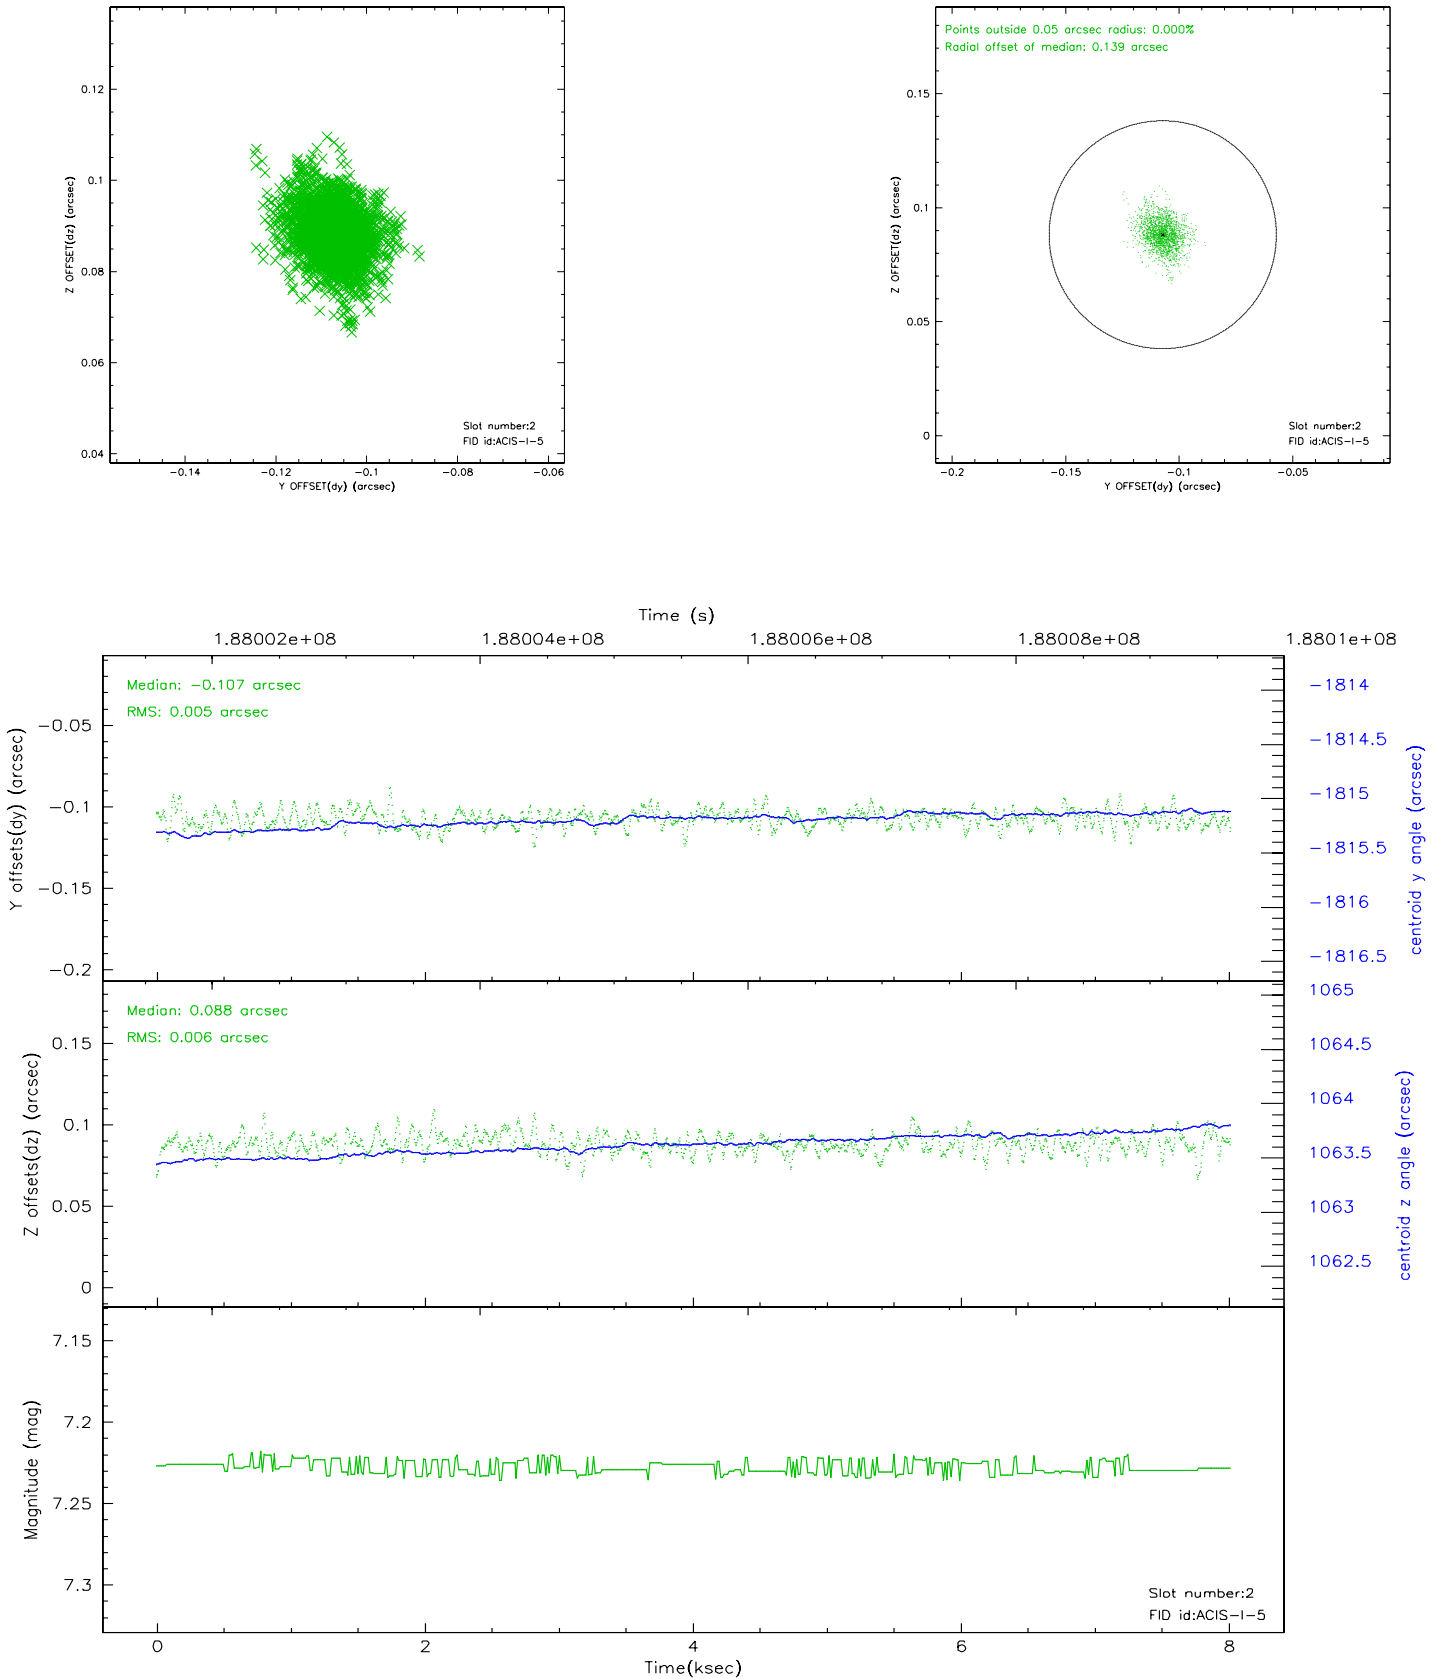 0.12
0.1
0.08
0.06
0.04
Z OFFSET(dz) (arcsec)
Slot number:2
FID id:ACIS-I-5
-0.14
-0.12
-0.1
-0.08
-0.06
Y OFFSET(dy) (arcsec)
Points outside 0.05 arcsec radius: 0.000%
Radial offset of median: 0.139 arcsec
0.15
0.1
0.05
0
Z OFFSET(dz) (arcsec)
Slot number:2
FID id:ACIS-I-5
-0.2
-0.15
-0.1
-0.05
Y OFFSET(dy) (arcsec)
Time (s)
1.88002e+08
1.88004e+08
1.88006e+08
1.88008e+08
1.8801e+08
Median: -0.107 arcsec
RMS: 0.005 arcsec
-0.05
-0.1
-0.15
-0.2
Y offsets(dy) (arcsec)
-1814
-1814.5
-1815
-1815.5
-1816
-1816.5
centroid y angle (arcsec)
Median: 0.088 arcsec
RMS: 0.006 arcsec
0.15
0.1
0.05
0
Z offsets(dz) (arcsec)
1065
1064.5
1064
1063.5
1063
1062.5
centroid z angle (arcsec)
7.15
7.2
7.25
7.3
Magnitude (mag)
Slot number:2
FID id:ACIS-I-5
0
2
4
6
8
Time(ksec)